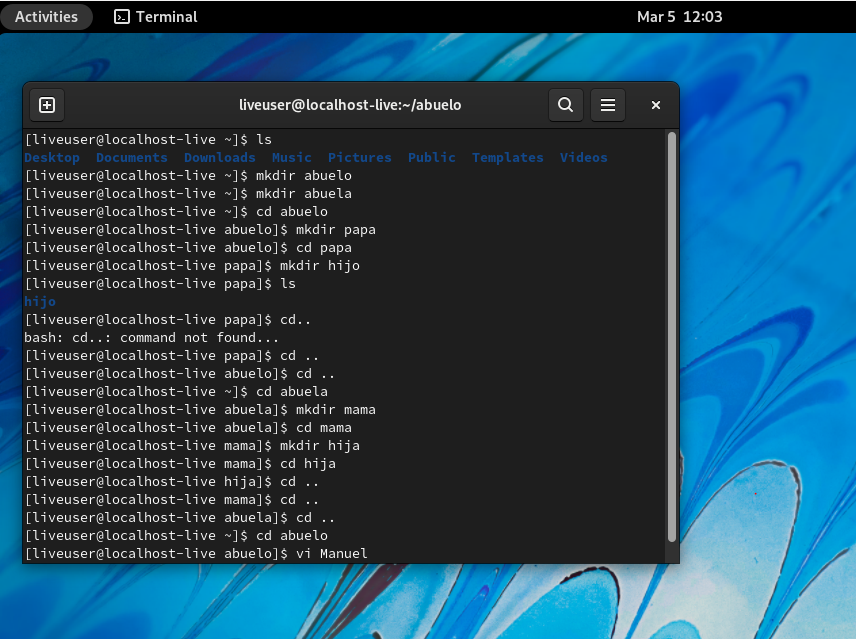 Activities Terminal Mar 5 12:03
liveuser@localhost-live:~/abuelo
[liveuser@localhost-live ~]$ ls
Desktop Documents Downloads Music Pictures Public Templates Videos
[liveuser@localhost-live ~]$ mkdir abuelo
[liveuser@localhost-live ~]$ mkdir abuela
[liveuser@localhost-live ~]$ cd abuelo
[liveuser@localhost-live abuelo]$ mkdir papa
[liveuser@localhost-live abuelo]$ cd papa
[liveuser@localhost-live papa]$ mkdir hijo
[liveuser@localhost-live papa]$ ls
hijo
[liveuser@localhost-live papa]$ cd..
bash: cd..: command not found...
[liveuser@localhost-live papa]$ cd ..
[liveuser@localhost-live abuelo]$ cd ..
[liveuser@localhost-live ~]$ cd abuela
[liveuser@localhost-live abuela]$ mkdir mama
[liveuser@localhost-live abuela]$ cd mama
[liveuser@localhost-live mama]$ mkdir hija
[liveuser@localhost-live mama]$ cd hija
[liveuser@localhost-live hija]$ cd ..
[liveuser@localhost-live mama]$ cd ..
[liveuser@localhost-live abuela]$ cd ..
[liveuser@localhost-live ~]$ cd abuelo
[liveuser@localhost-live abuelo]$ vi Manuel